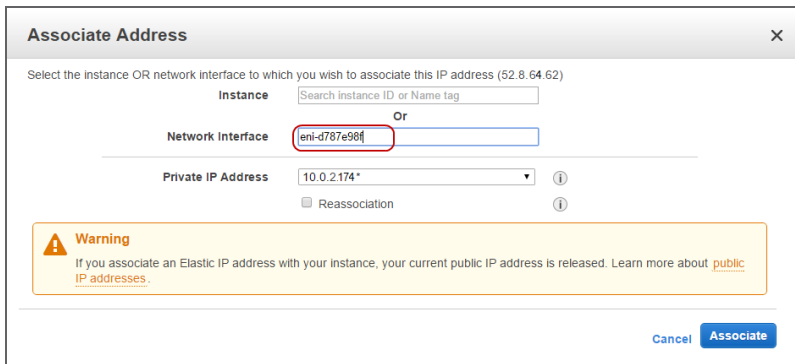 Associate Address
Select the instance OR network interface to which you wish to associate this IP address (52.8.64.62)
Instance Search instance ID or Name tag
Or
Network Interface eni-d787e98f
Private IP Address 10.0.2.174*
Reassociation
Warning
If you associate an Elastic IP address with your instance, your current public IP address is released. Learn more about public
IP addresses.
Cancel Associate